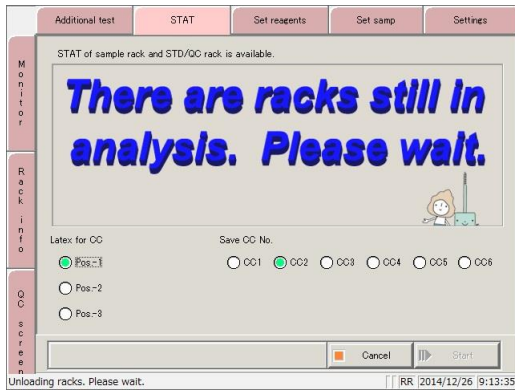 Additional test
STAT
Set reagents
Set samp
Settings
Monitor
Rack info
QC screen
STAT of sample rack and STD/QC rack is available.
There are racks still in
analysis. Please wait.
Latex for CC
Save CC No.
Pos.-1
CC1
CC2
CC3
CC4
CC5
CC6
Pos.-2
Pos.-3
Cancel
Start
Unloading racks. Please wait.
RR
2014/12/26
9:13:35